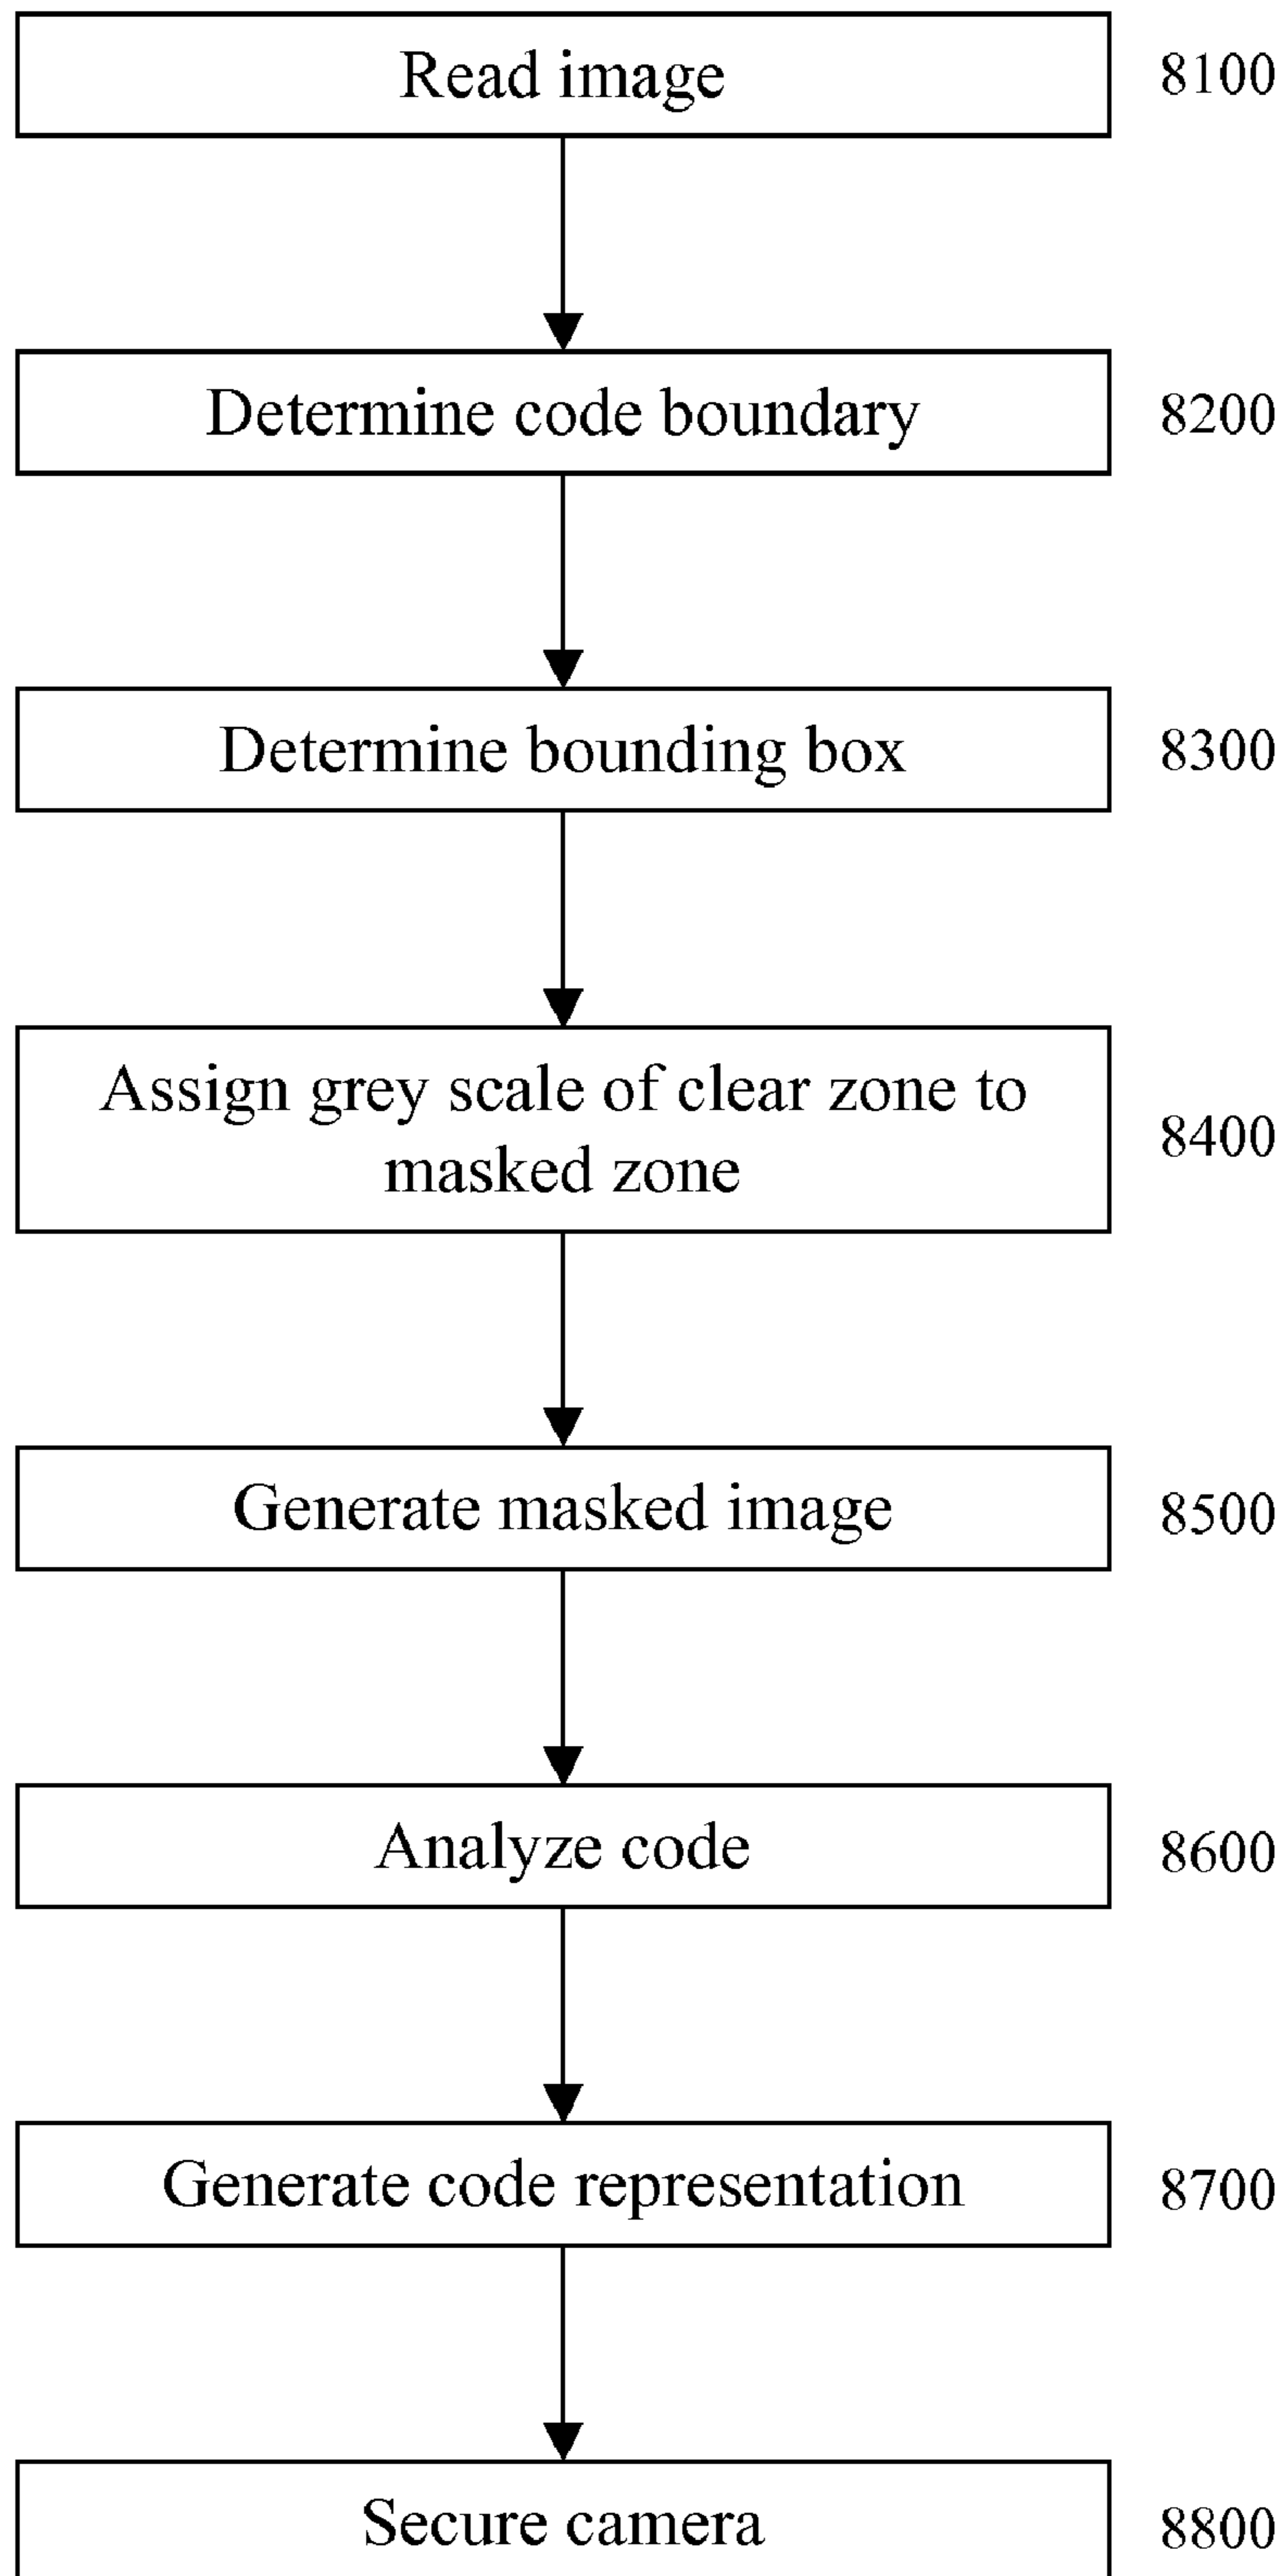 Read image 8100
Determine code boundary 8200
Determine bounding box 8300
Assign grey scale of clear zone to
masked zone 8400
Generate masked image 8500
Analyze code 8600
Generate code representation 8700
Secure camera 8800